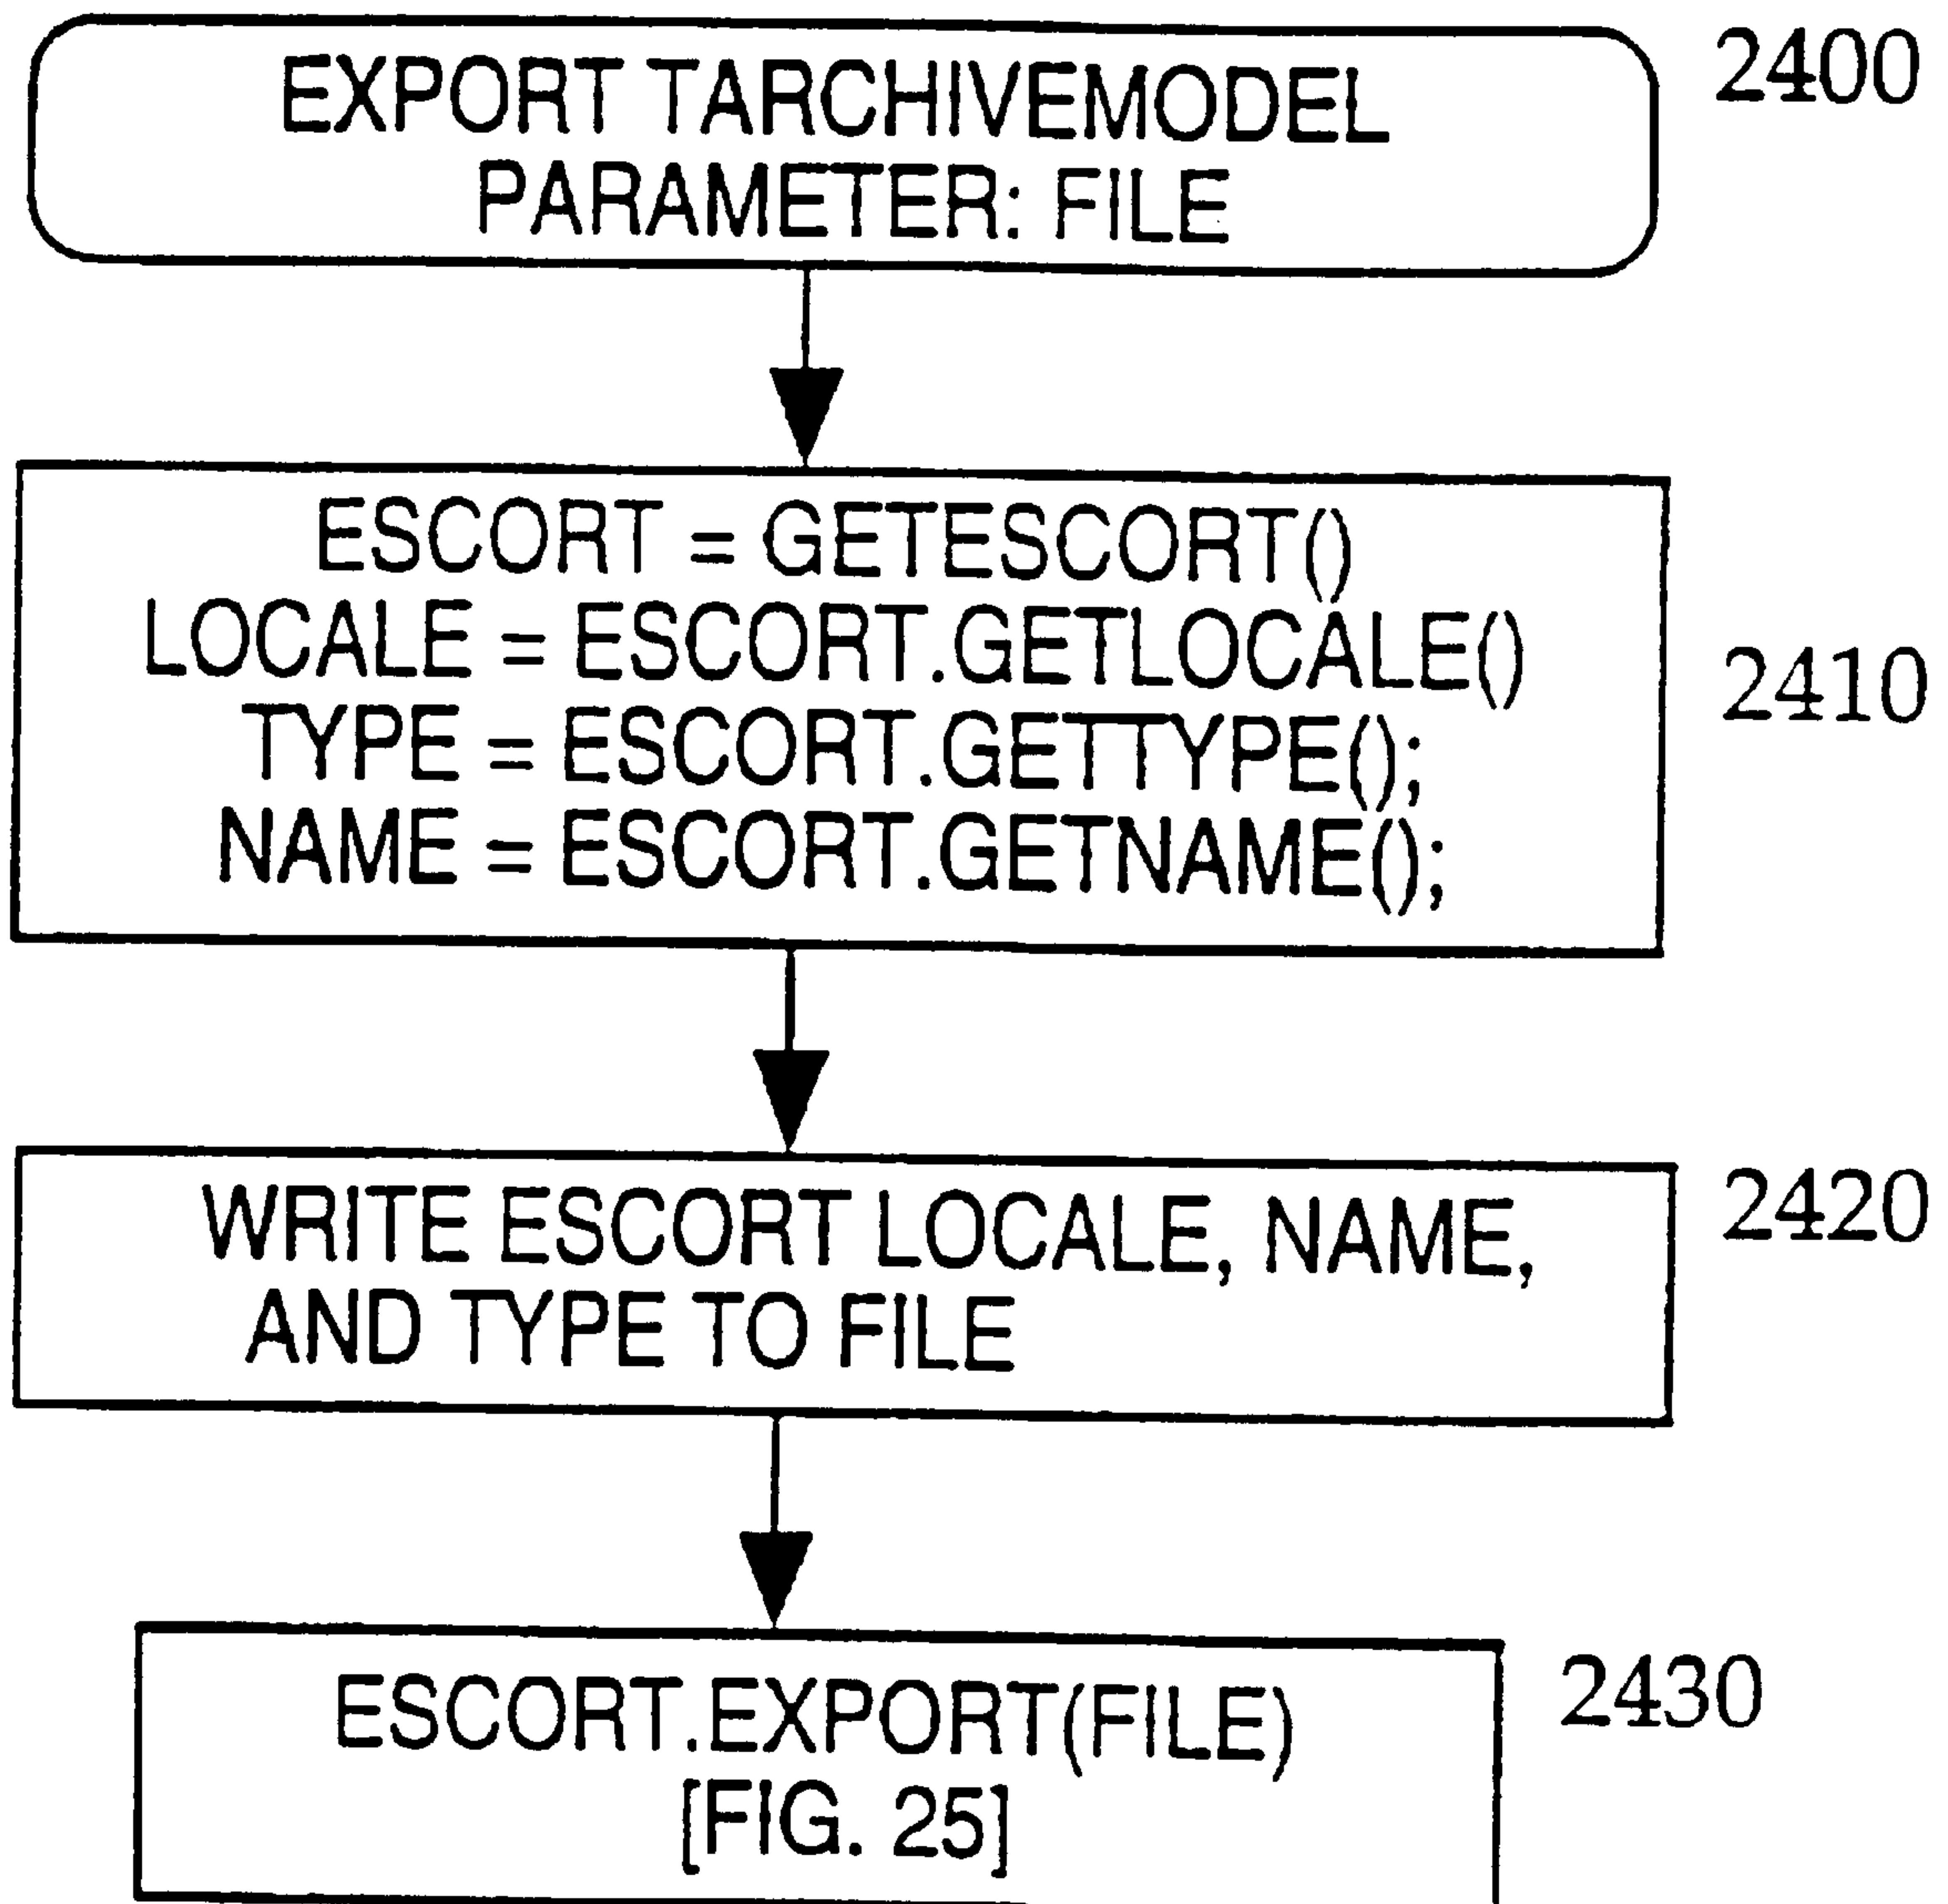 EXPORT TARCHIVEMODEL
PARAMETER: FILE
2400
ESCORT = GETESCORT()
LOCALE = ESCORT.GETLOCALE()
TYPE = ESCORT.GETTYPE();
NAME = ESCORT.GETNAME();
2410
WRITE ESCORT LOCALE, NAME,
AND TYPE TO FILE
2420
ESCORT.EXPORT(FILE)
[FIG. 25]
2430